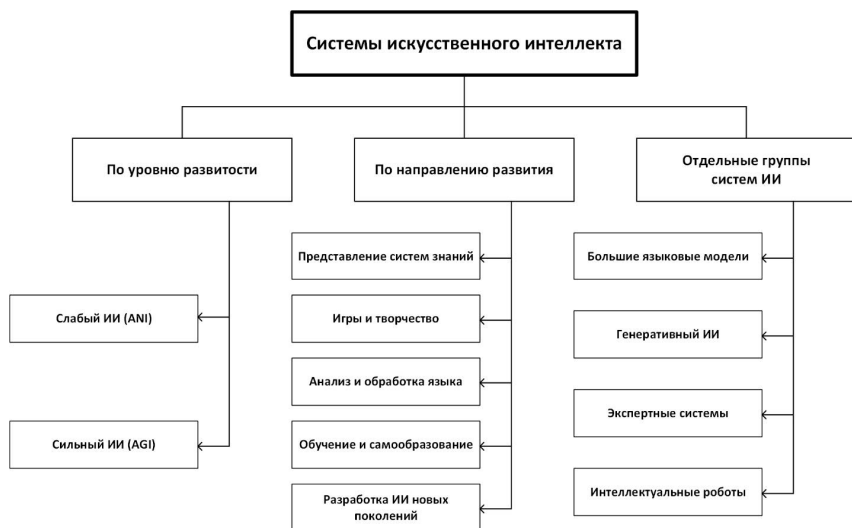 Системы искусственного интеллекта
По уровню развитости
По направлению развития
Отдельные группы
систем ИИ
Слабый ИИ (ANI)
Сильный ИИ (AGI)
Представление систем знаний
Игры и творчество
Анализ и обработка языка
Обучение и самообразование
Разработка ИИ новых
поколений
Большие языковые модели
Генеративный ИИ
Экспертные системы
Интеллектуальные роботы